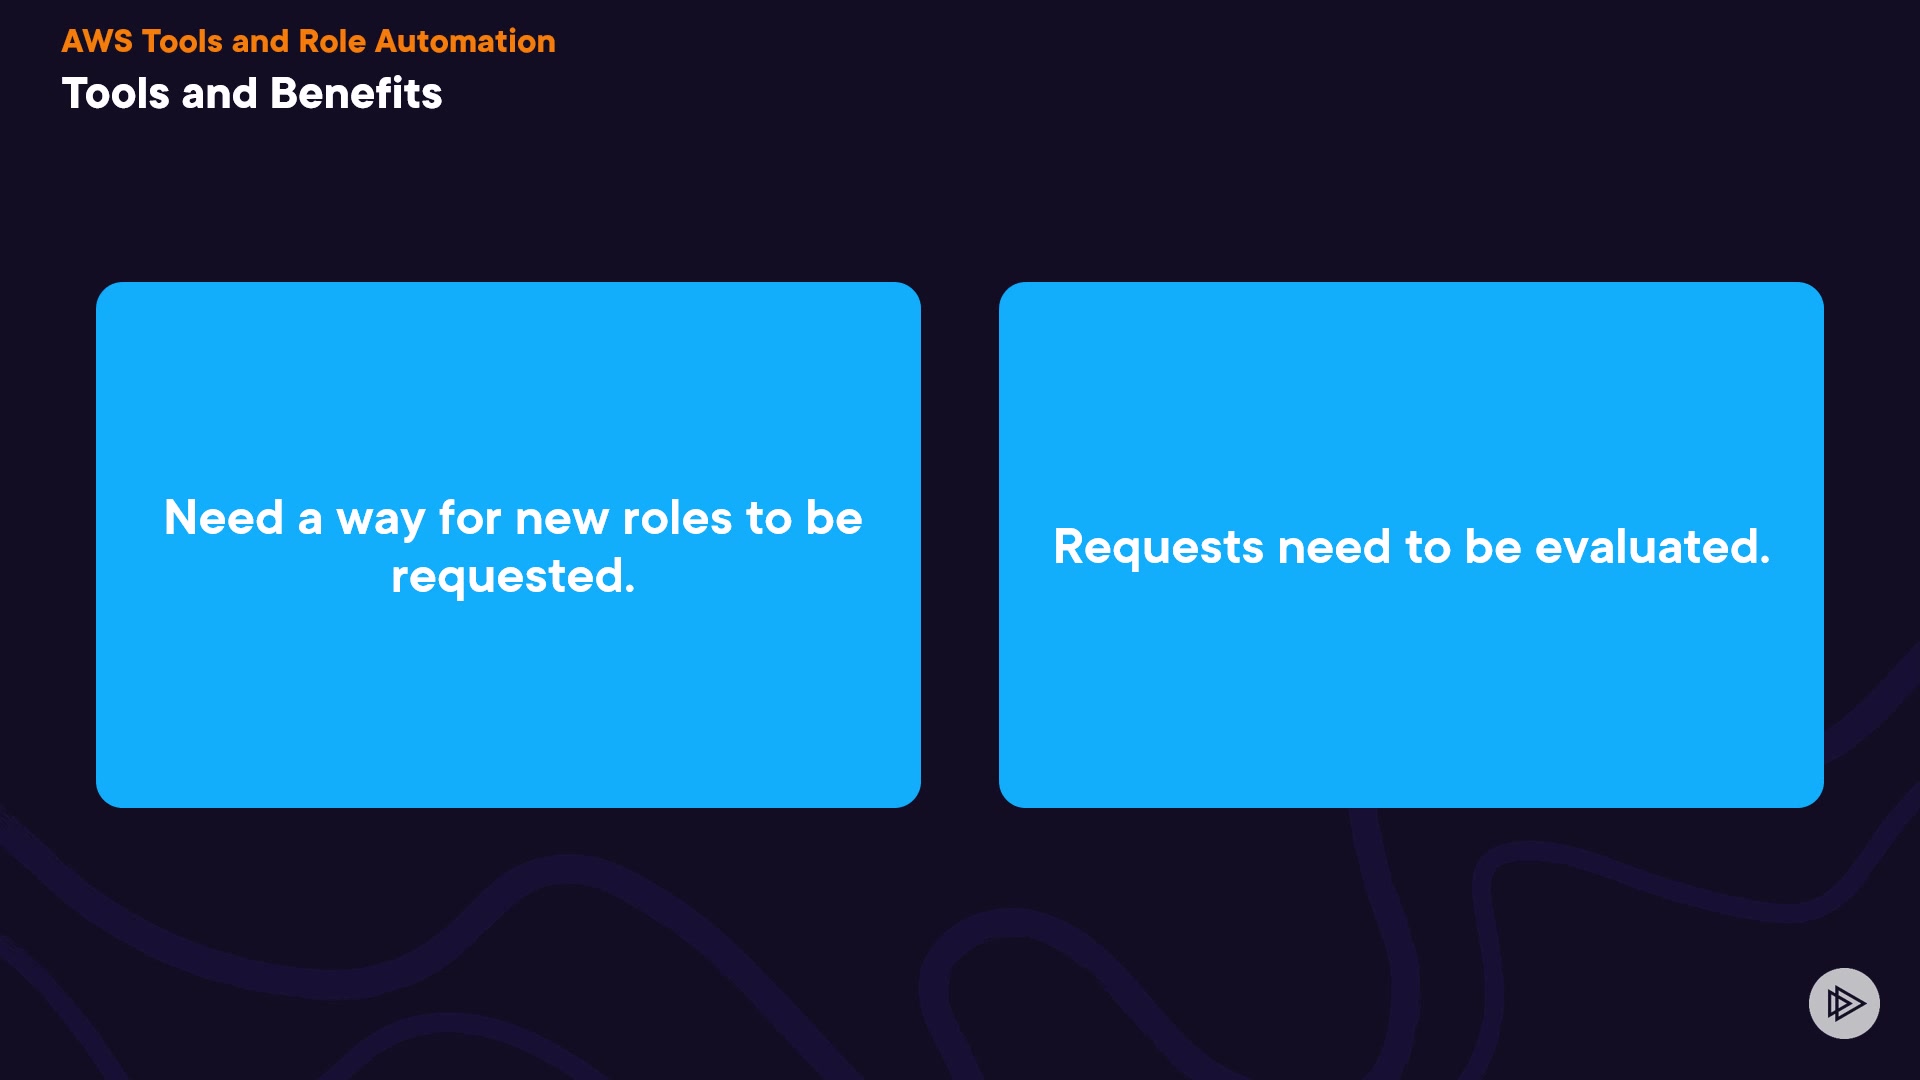 AWS Tools and Role Automation
Tools and Benefits
Need a way for new roles to be
requested.
Requests need to be evaluated.